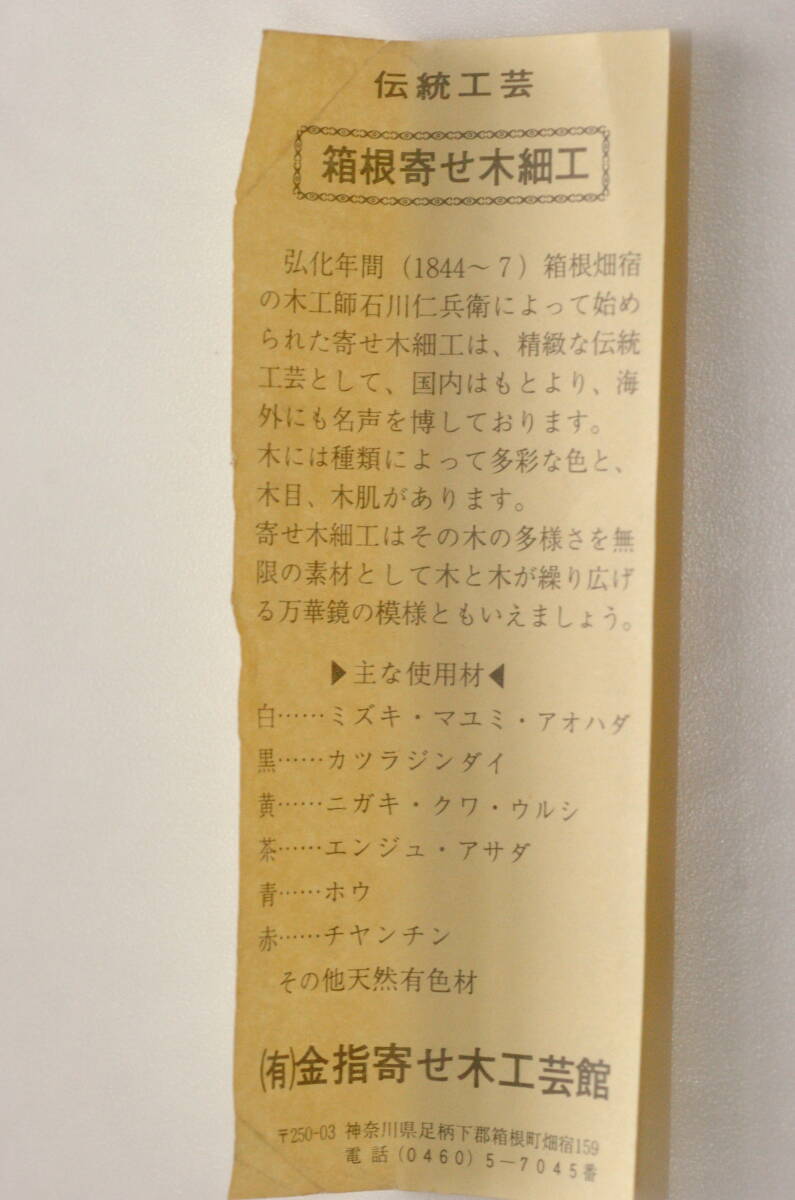 伝統工芸
箱根寄せ木細工
弘化年間(1844〜7)箱根畑宿
の木工師石川仁兵衛によって始め
られた寄せ木細工は、精緻な伝統
工芸として、国内はもとより、海
外にも名声を博しております。
木には種類によって多彩な色と、
木目、木肌があります。
寄せ木細工はその木の多様さを無
限の素材として木と木が繰り広げ
る万華鏡の模様ともいえましょう。
▶主な使用材◀
白……ミズキ・マユミ・アオハダ
黒……カツラジンダイ
黄……ニガキ・クワ・ウルシ
茶……エンジュ・アサダ
青……ホウ
赤……チヤンチン
その他天然有色材
(有)金指寄せ木工芸館
〒250-03 神奈川県足柄下郡箱根町畑宿159
電話(0460)5-7045番